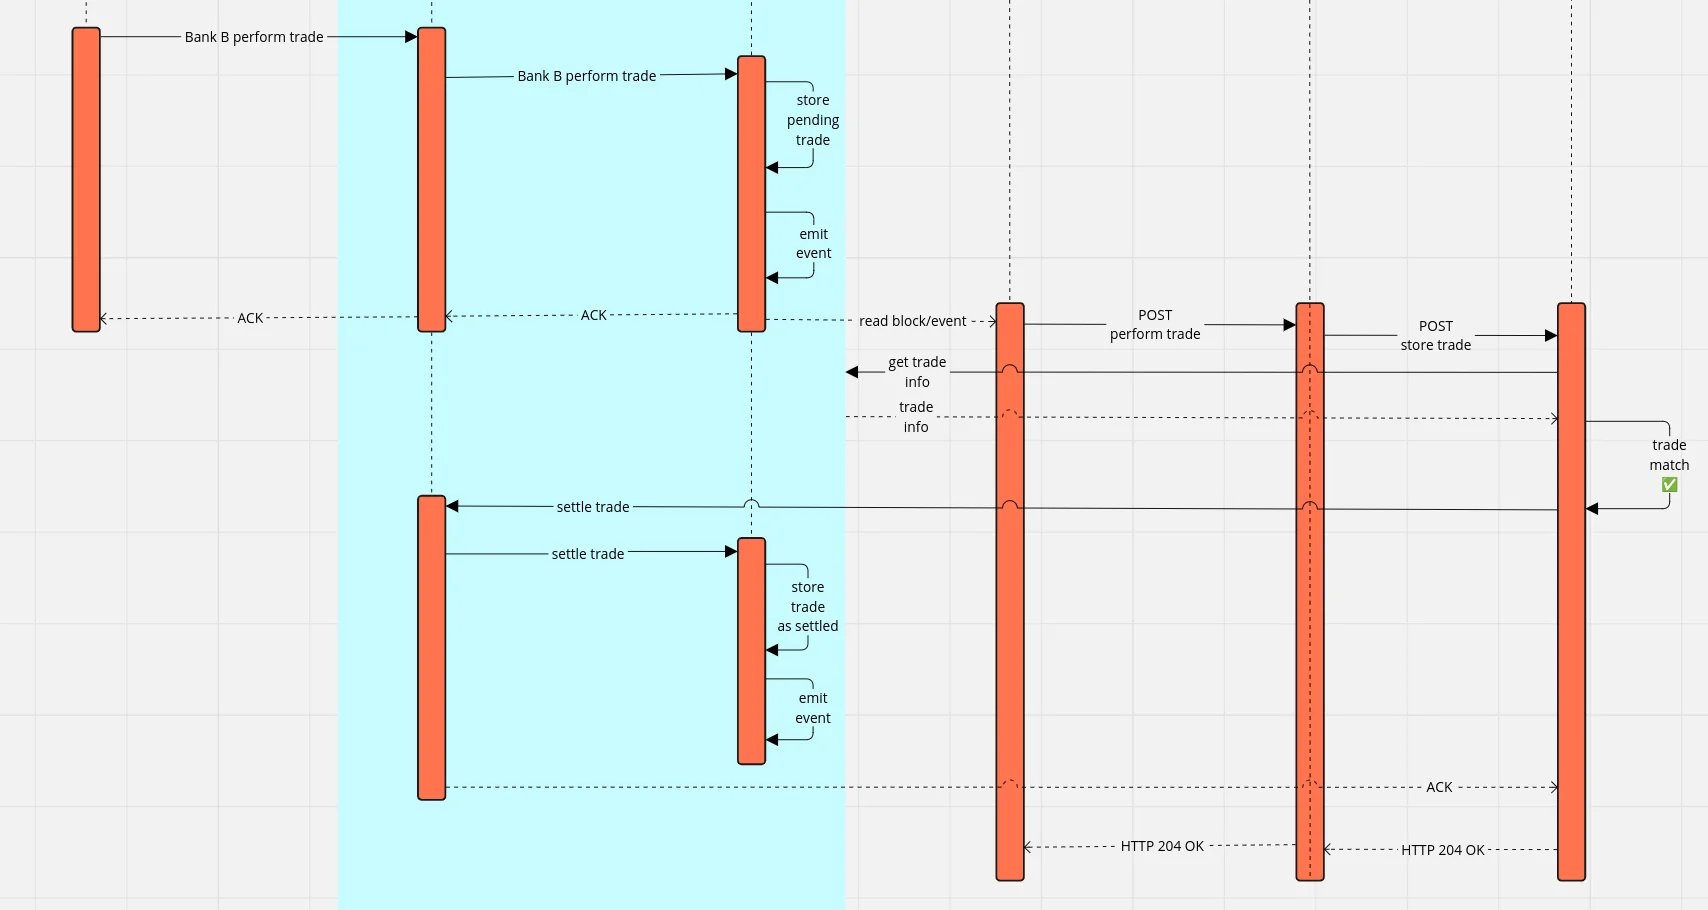 Bank B perform trade
Bank B perform trade
store
pending
trade
emit
event
ACK
ACK
read block/event
POST
perform trade
POST
store trade
get trade
info
trade
info
trade
match
✅
settle trade
settle trade
store
trade
as settled
emit
event
ACK
HTTP 204 OK
HTTP 204 OK